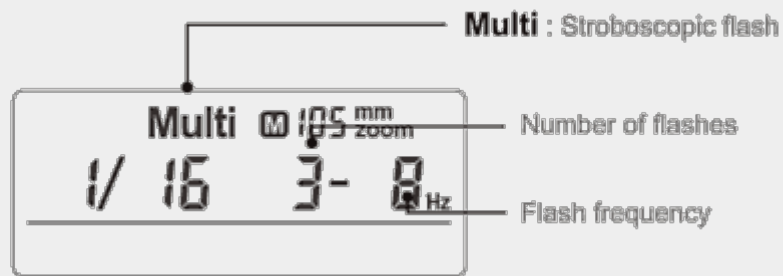 Multi : Stroboscopic flash
Multi M 105 mm zoom
Number of flashes
1/ 16 3- 8 Hz
Flash frequency